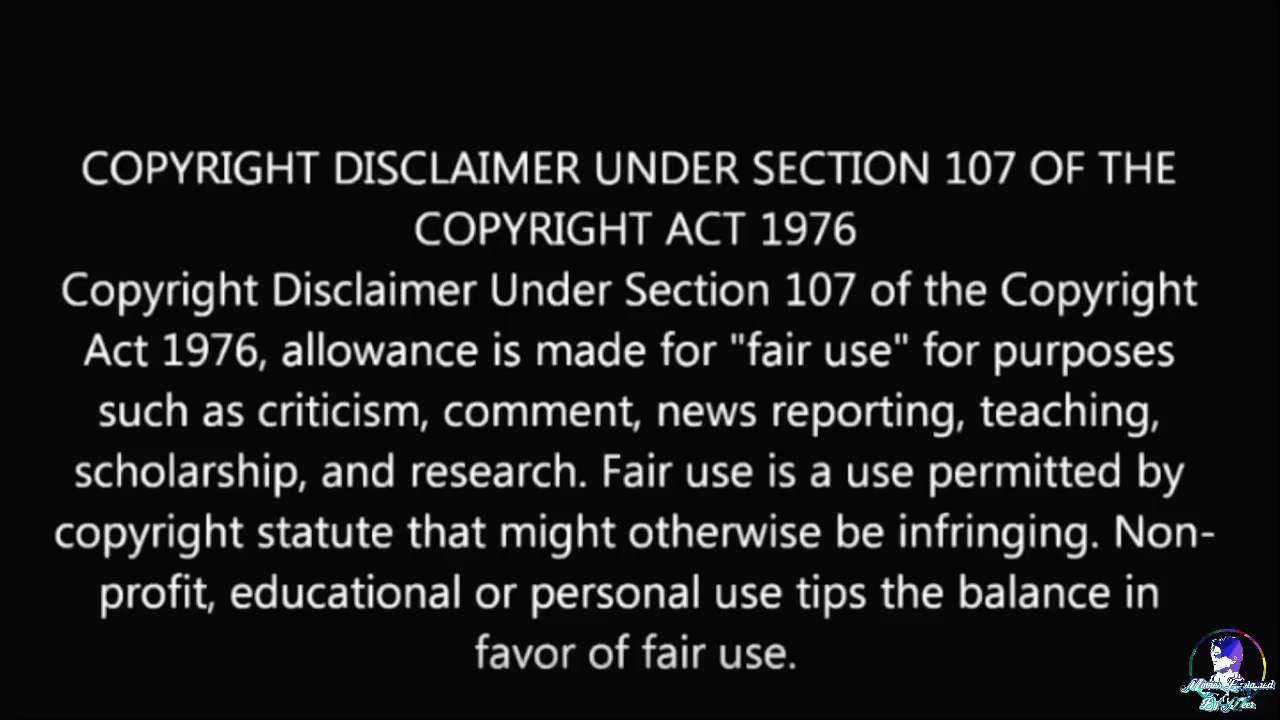 COPYRIGHT DISCLAIMER UNDER SECTION 107 OF THE
COPYRIGHT ACT 1976
Copyright Disclaimer Under Section 107 of the Copyright
Act 1976, allowance is made for "fair use" for purposes
such as criticism, comment, news reporting, teaching,
scholarship, and research. Fair use is a use permitted by
copyright statute that might otherwise be infringing. Non-
profit, educational or personal use tips the balance in
favor of fair use.